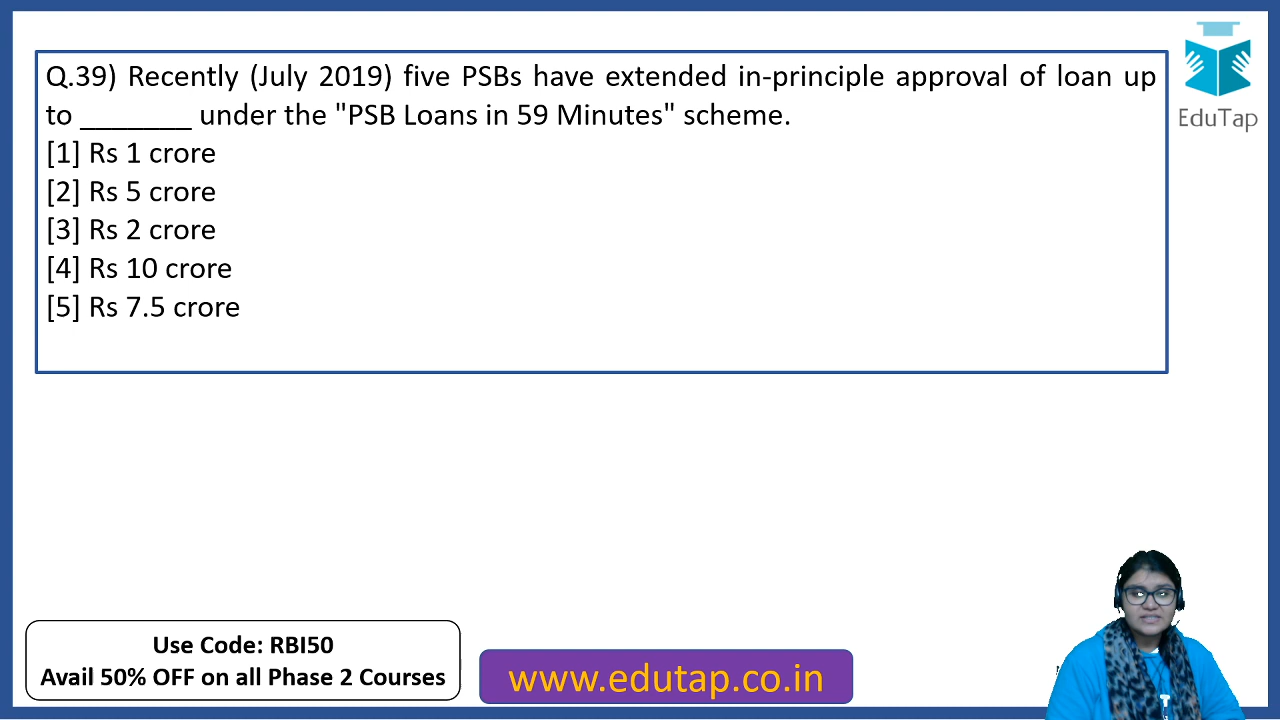 Q.39) Recently (July 2019) five PSBs have extended in-principle approval of loan up
to _______ under the "PSB Loans in 59 Minutes" scheme.
[1] Rs 1 crore
[2] Rs 5 crore
[3] Rs 2 crore
[4] Rs 10 crore
[5] Rs 7.5 crore
EduTap
Use Code: RBI50
Avail 50% OFF on all Phase 2 Courses
www.edutap.co.in